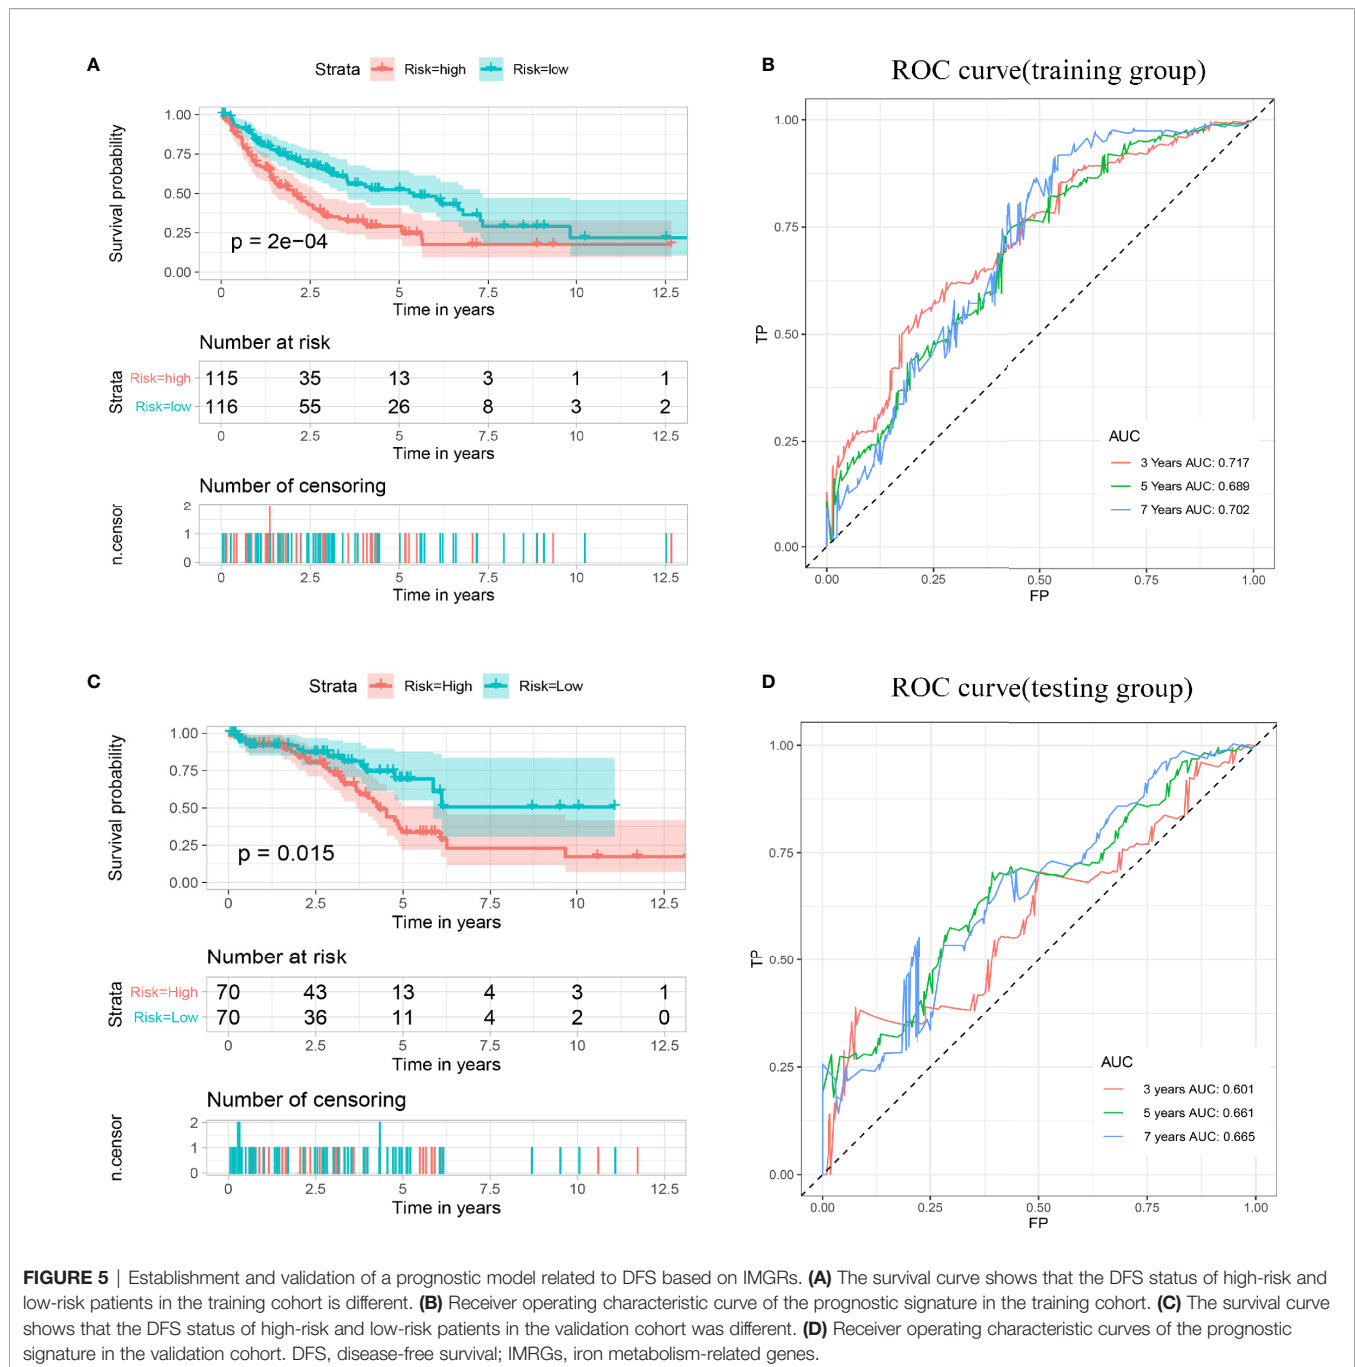 A
Strata Risk=high Risk=low
Survival probability
1.00
0.75
0.50
0.25
0.00
p = 2e−04
0 2.5 5 7.5 10 12.5
Time in years
Number at risk
Strata
Risk=high 115 35 13 3 1 1
Risk=low 116 55 26 8 3 2
0 2.5 5 7.5 10 12.5
Time in years
Number of censoring
n.censor
2
1
0
0 2.5 5 7.5 10 12.5
Time in years
B
ROC curve(training group)
TP
1.00
0.75
0.50
0.25
0.00
AUC
3 Years AUC: 0.717
5 Years AUC: 0.689
7 Years AUC: 0.702
0.00 0.25 0.50 0.75 1.00
FP
C
Strata Risk=High Risk=Low
Survival probability
1.00
0.75
0.50
0.25
0.00
p = 0.015
0 2.5 5 7.5 10 12.5
Time in years
Number at risk
Strata
Risk=High 70 43 13 4 3 1
Risk=Low 70 36 11 4 2 0
0 2.5 5 7.5 10 12.5
Time in years
Number of censoring
n.censor
2
1
0
0 2.5 5 7.5 10 12.5
Time in years
D
ROC curve(testing group)
TP
1.00
0.75
0.50
0.25
0.00
AUC
3 years AUC: 0.601
5 years AUC: 0.661
7 years AUC: 0.665
0.00 0.25 0.50 0.75 1.00
FP
FIGURE 5 | Establishment and validation of a prognostic model related to DFS based on IMGRs. (A) The survival curve shows that the DFS status of high-risk and
low-risk patients in the training cohort is different. (B) Receiver operating characteristic curve of the prognostic signature in the training cohort. (C) The survival curve
shows that the DFS status of high-risk and low-risk patients in the validation cohort was different. (D) Receiver operating characteristic curves of the prognostic
signature in the validation cohort. DFS, disease-free survival; IMRGs, iron metabolism-related genes.